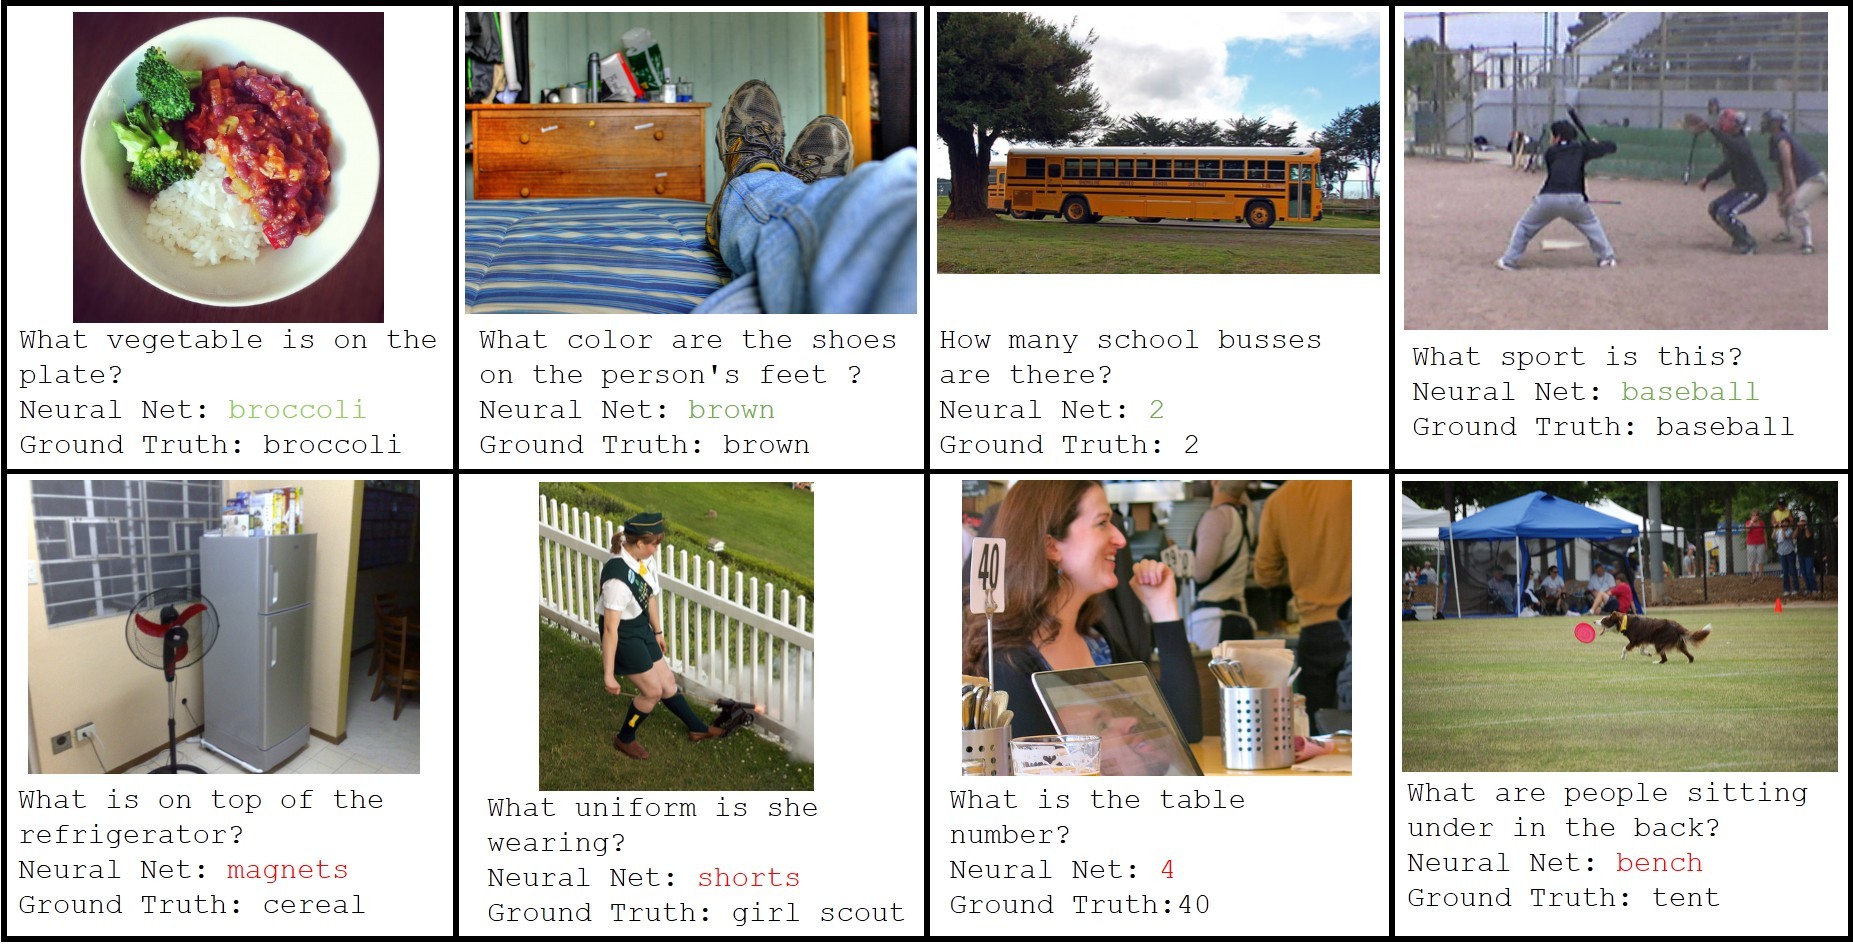 What vegetable is on the
plate?
Neural Net: broccoli
Ground Truth: broccoli
What color are the shoes
on the person's feet ?
Neural Net: brown
Ground Truth: brown
How many school busses
are there?
Neural Net: 2
Ground Truth: 2
What sport is this?
Neural Net: baseball
Ground Truth: baseball
What is on top of the
refrigerator?
Neural Net: magnets
Ground Truth: cereal
What uniform is she
wearing?
Neural Net: shorts
Ground Truth: girl scout
40
What is the table
number?
Neural Net: 4
Ground Truth:40
What are people sitting
under in the back?
Neural Net: bench
Ground Truth: tent